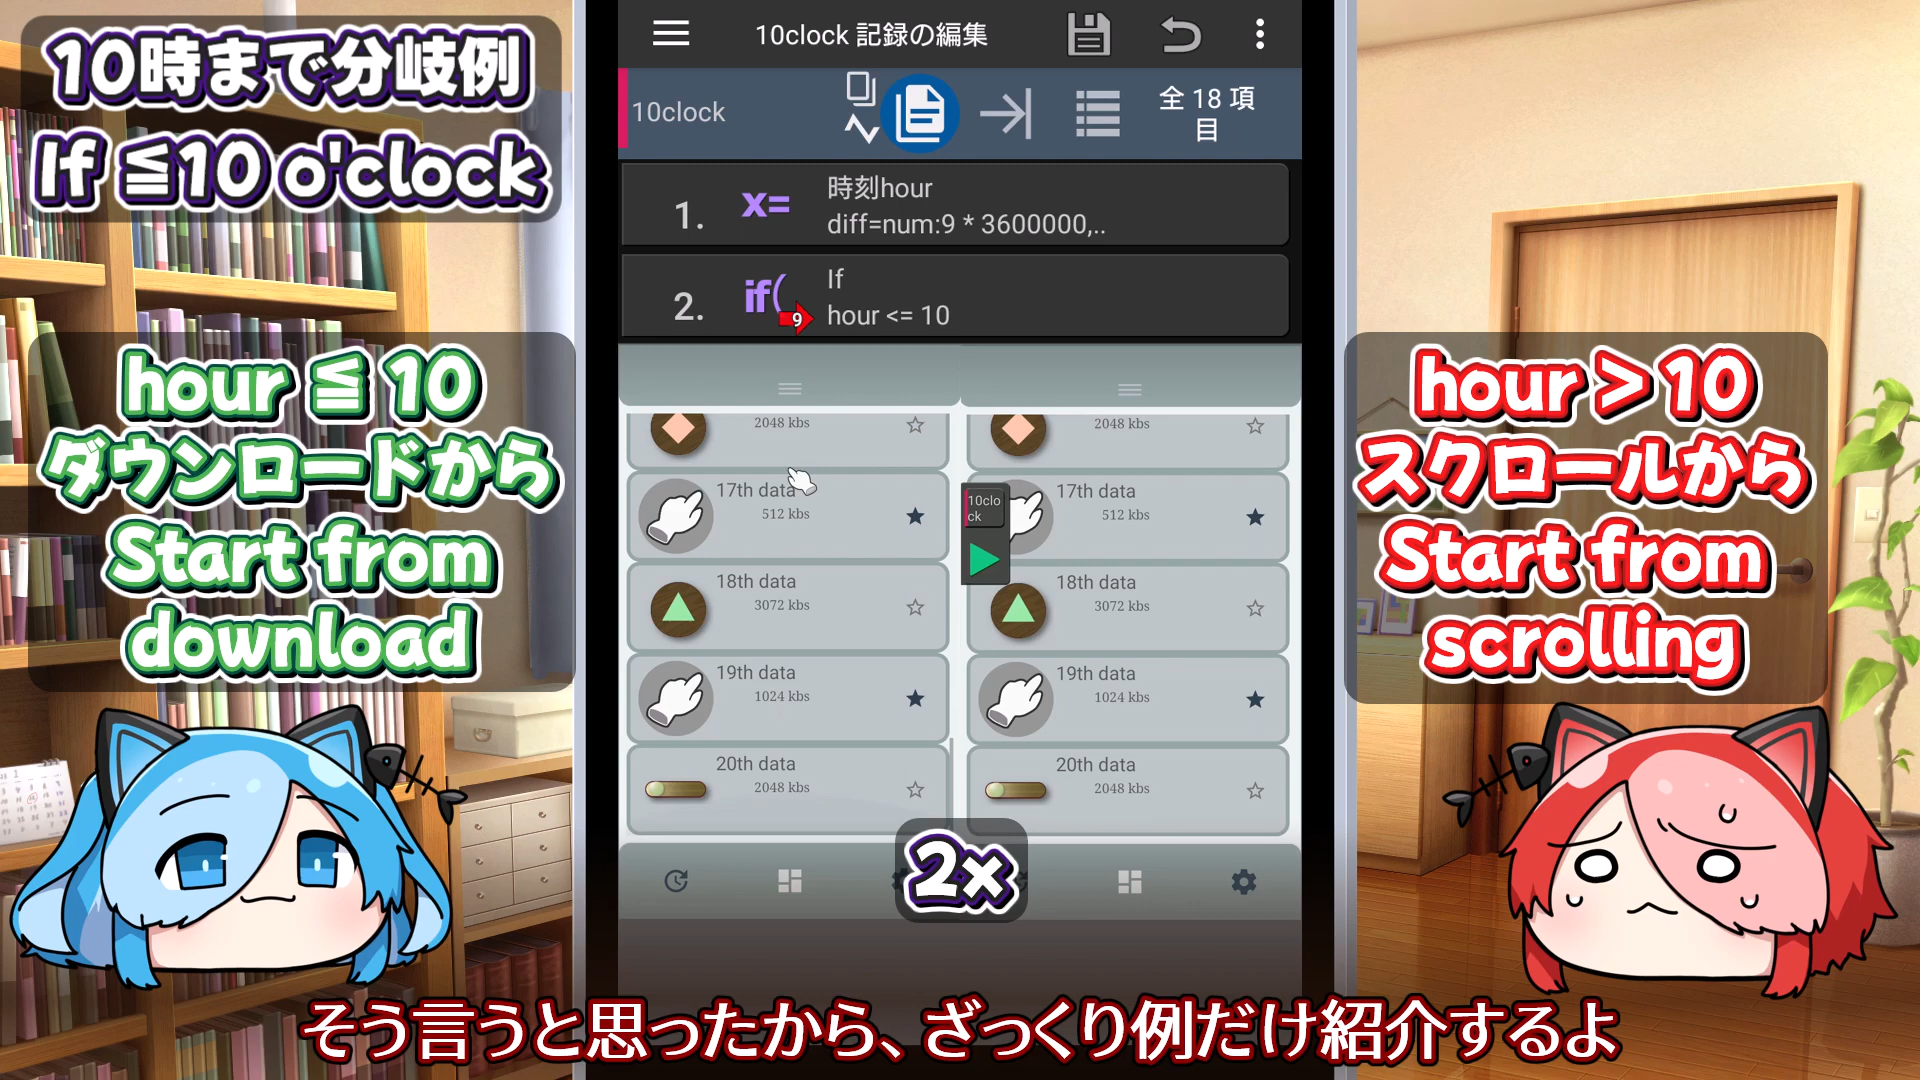 10時まで分岐例
If ≦10 o'clock
hour ≦ 10
ダウンロードから
Start from
download
10clock 記録の編集
10clock
全 18 項
目
1. x= 時刻hour
diff=num:9 * 3600000,..
2. if( 9 If
hour <= 10
2048 kbs
17th data
512 kbs
18th data
3072 kbs
19th data
1024 kbs
20th data
2048 kbs
2048 kbs
17th data
512 kbs
18th data
3072 kbs
19th data
1024 kbs
20th data
2048 kbs
10clo
ck
2×
hour > 10
スクロールから
Start from
scrolling
そう言うと思ったから、ざっくり例だけ紹介するよ